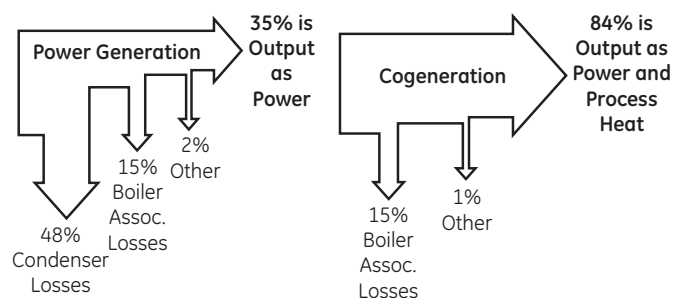 Power Generation
35% is
Output
as
Power
48%
Condenser
Losses
15%
Boiler
Assoc.
Losses
2%
Other
Cogeneration
84% is
Output as
Power and
Process
Heat
15%
Boiler
Assoc.
Losses
1%
Other